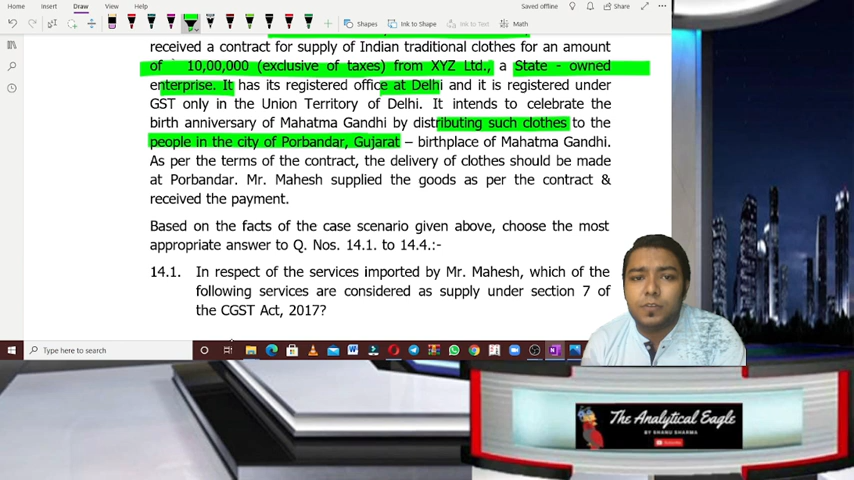 Home Insert Draw View Help
Saved offline Share
Shapes Ink to Shape Ink to Text Math
received a contract for supply of Indian traditional clothes for an amount
of ` 10,00,000 (exclusive of taxes) from XYZ Ltd., a State - owned
enterprise. It has its registered office at Delhi and it is registered under
GST only in the Union Territory of Delhi. It intends to celebrate the
birth anniversary of Mahatma Gandhi by distributing such clothes to the
people in the city of Porbandar, Gujarat – birthplace of Mahatma Gandhi.
As per the terms of the contract, the delivery of clothes should be made
at Porbandar. Mr. Mahesh supplied the goods as per the contract &
received the payment.
Based on the facts of the case scenario given above, choose the most
appropriate answer to Q. Nos. 14.1. to 14.4.:-
14.1. In respect of the services imported by Mr. Mahesh, which of the
following services are considered as supply under section 7 of
the CGST Act, 2017?
Type here to search
The Analytical Eagle
BY SHANU SHARMA